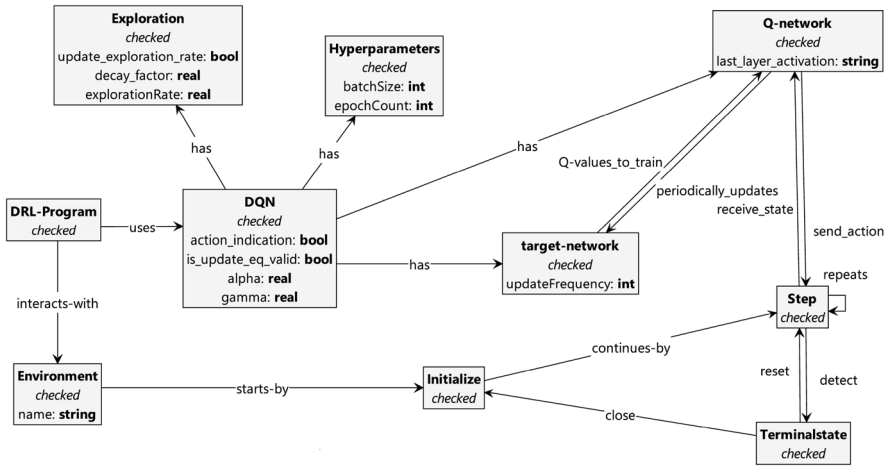 Exploration
checked
update_exploration_rate: bool
decay_factor: real
explorationRate: real
Hyperparameters
checked
batchSize: int
epochCount: int
Q-network
checked
last_layer_activation: string
has
has
has
Q-values_to_train
periodically_updates
receive_state
send_action
DRL-Program
checked
uses
DQN
checked
action_indication: bool
is_update_eq_valid: bool
alpha: real
gamma: real
has
target-network
checked
updateFrequency: int
repeats
Step
checked
interacts-with
continues-by
reset
detect
Environment
checked
name: string
starts-by
Initialize
checked
close
Terminalstate
checked